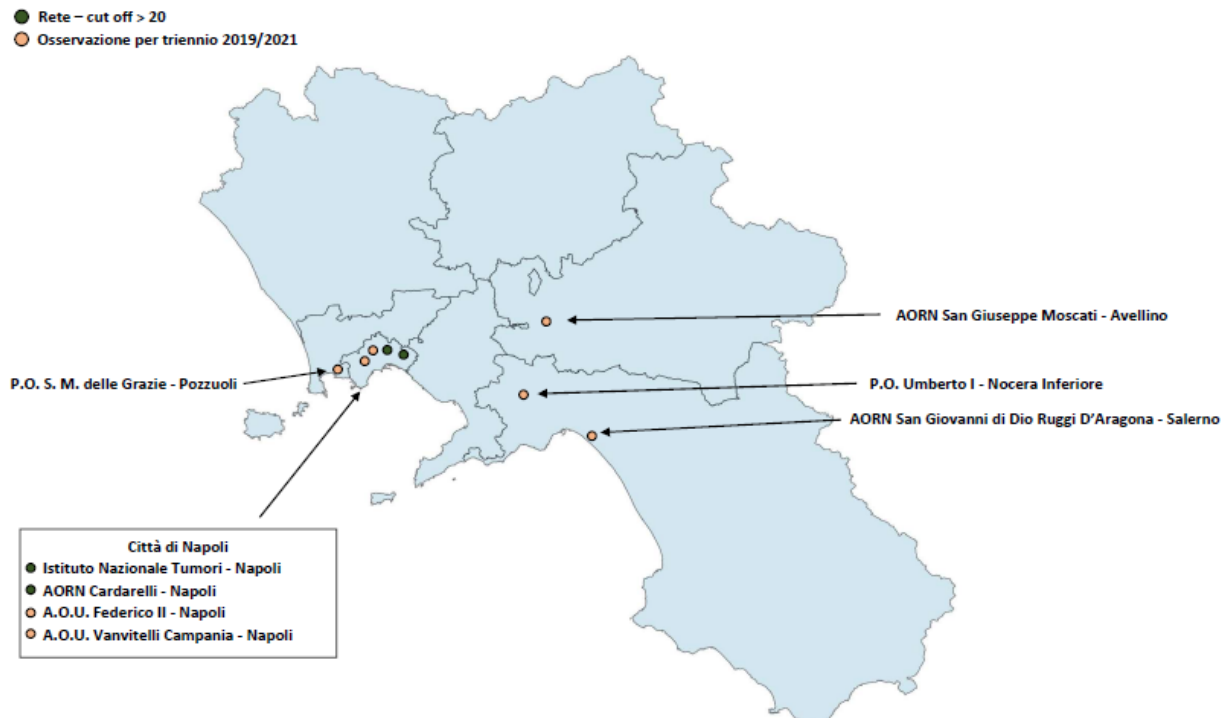 Rete – cut off > 20
Osservazione per triennio 2019/2021
AORN San Giuseppe Moscati - Avellino
P.O. S. M. delle Grazie - Pozzuoli
P.O. Umberto I - Nocera Inferiore
AORN San Giovanni di Dio Ruggi D'Aragona - Salerno
Città di Napoli
Istituto Nazionale Tumori - Napoli
AORN Cardarelli - Napoli
A.O.U. Federico II - Napoli
A.O.U. Vanvitelli Campania - Napoli